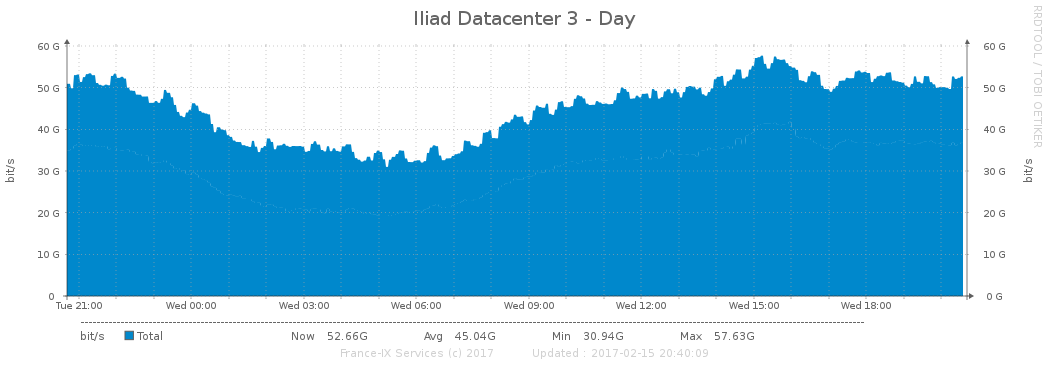 Iliad Datacenter 3 - Day
RRDTOOL / TOBI OETIKER
60 G 60 G
50 G 50 G
40 G 40 G
30 G 30 G
20 G 20 G
10 G 10 G
0 0 G
bit/s bit/s
Tue 21:00 Wed 00:00 Wed 03:00 Wed 06:00 Wed 09:00 Wed 12:00 Wed 15:00 Wed 18:00
bit/s Total Now 52.66G Avg 45.04G Min 30.94G Max 57.63G
France-IX Services (c) 2017 Updated : 2017-02-15 20:40:09